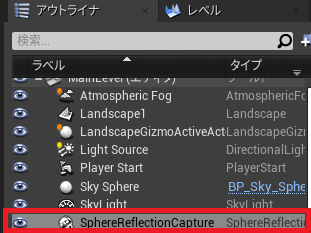 アウトライナ レベル
検索...
ラベル タイプ
MainLevel (エディタ) ワールド
Atmospheric Fog AtmosphericFo
Landscape1 Landscape
LandscapeGizmoActiveAct LandscapeGizm
Light Source DirectionalLigh
Player Start PlayerStart
Sky Sphere BP_Sky_Sphe
SkyLight SkyLight
SphereReflectionCapture SphereReflectio